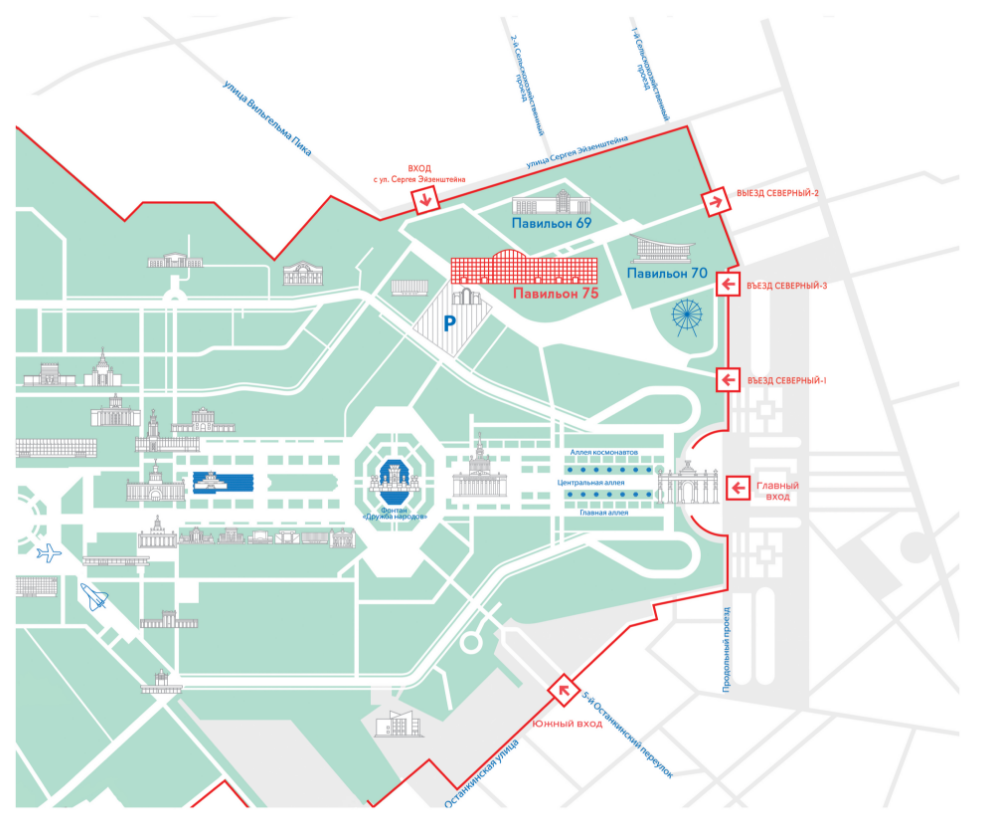 улица Вильгельма Пика
2-й Сельскохозяйственный
проезд
1-й Сельскохозяйственный
проезд
улица Сергея Эйзенштейна
ВХОД
с ул. Сергея Эйзенштейна
ВЫЕЗД СЕВЕРНЫЙ-2
Павильон 69
Павильон 70
ВЪЕЗД СЕВЕРНЫЙ-3
Павильон 75
P
ВЪЕЗД СЕВЕРНЫЙ-1
Аллея космонавтов
Центральная аллея
Главный
вход
Фонтан
«Дружба народов»
Главная аллея
Продольный проезд
Южный вход
5-й Останкинский переулок
Останкинская улица